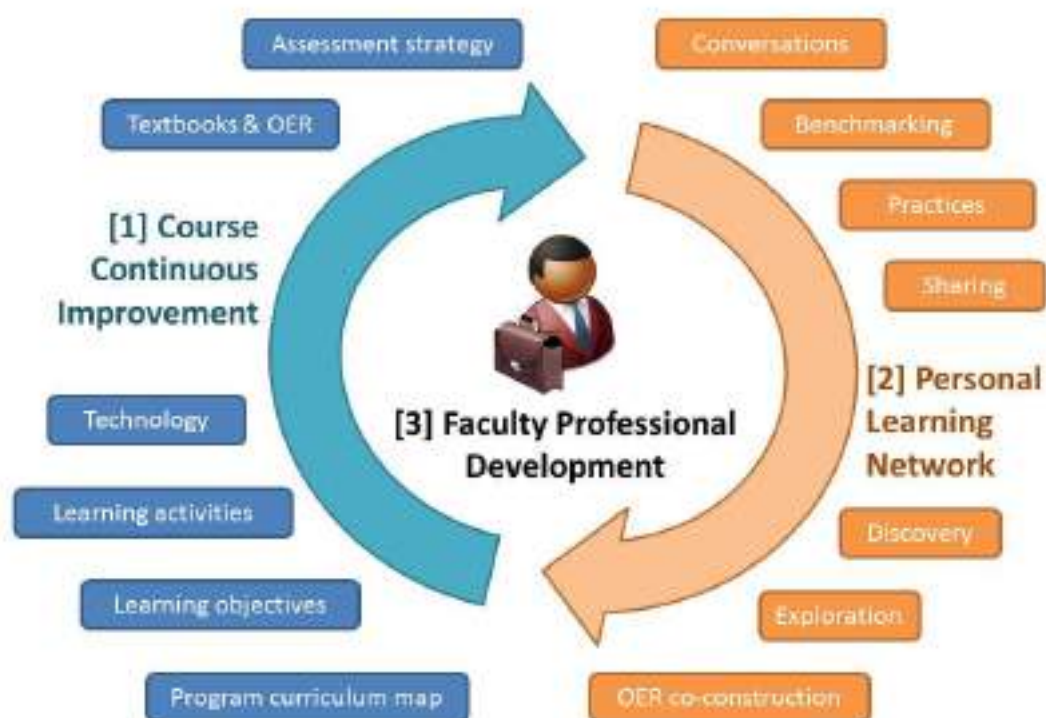 Assessment strategy
Textbooks & OER
[1] Course
Continuous
Improvement
Technology
Learning activities
Learning objectives
Program curriculum map
Conversations
Benchmarking
Practices
Sharing
[2] Personal
Learning
Network
Discovery
Exploration
OER co-construction
[3] Faculty Professional
Development